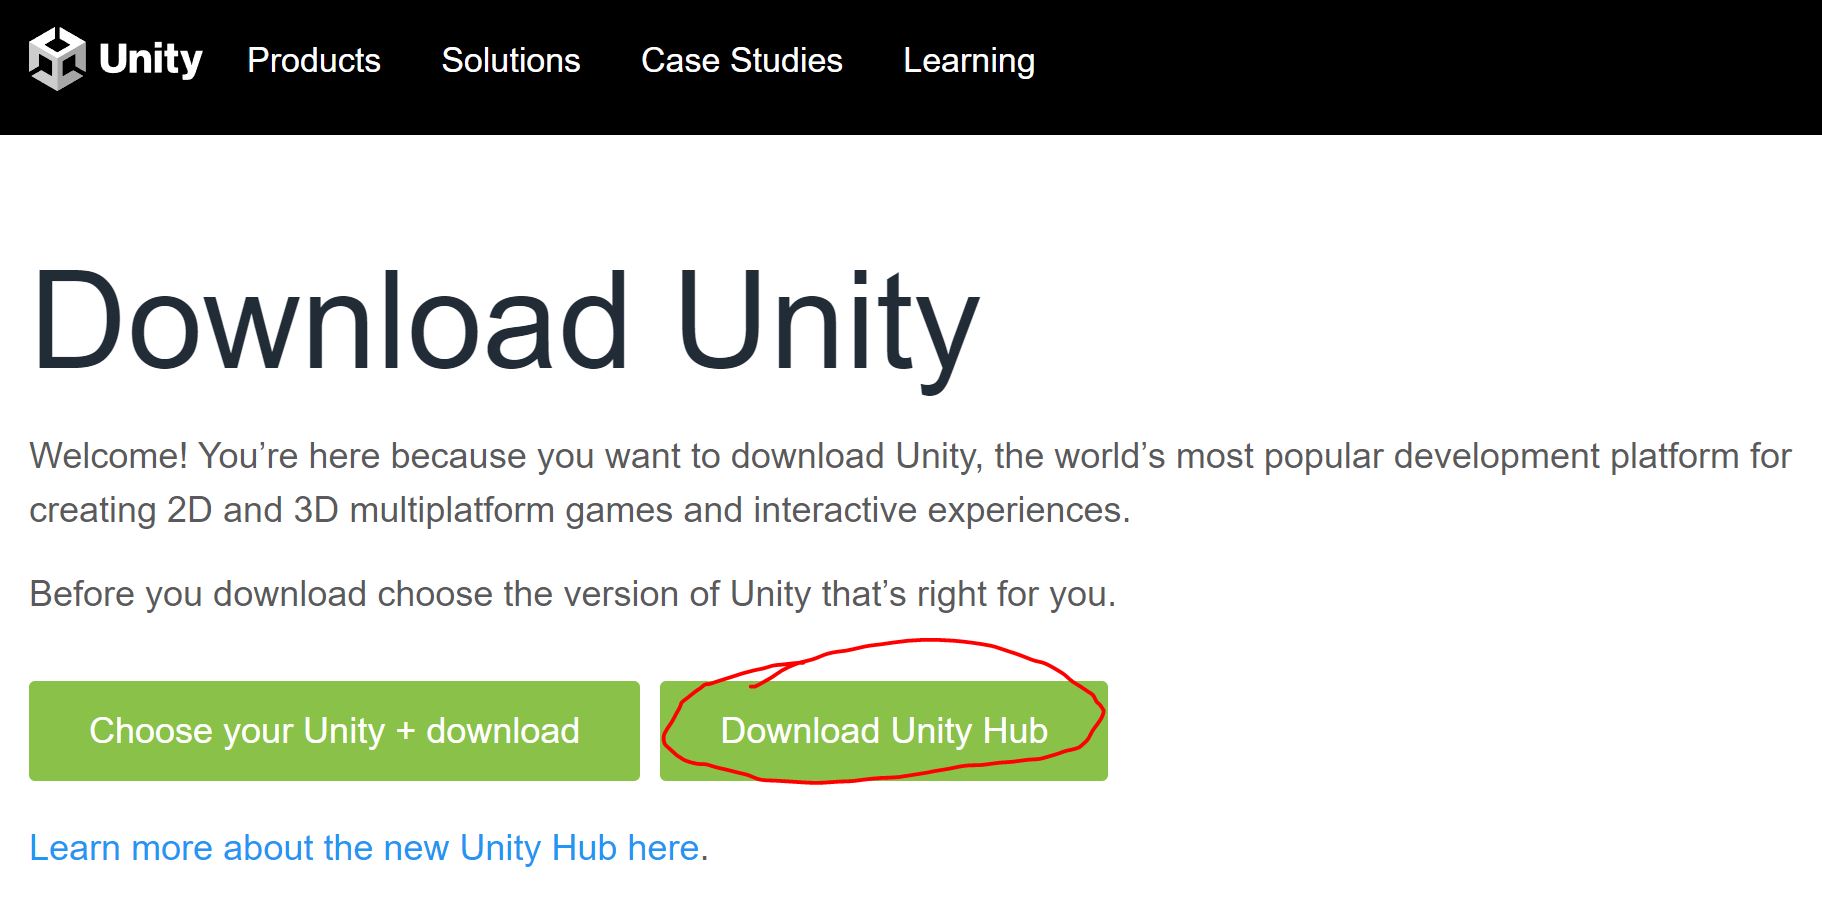 Unity Products Solutions Case Studies Learning
Download Unity
Welcome! You’re here because you want to download Unity, the world’s most popular development platform for
creating 2D and 3D multiplatform games and interactive experiences.
Before you download choose the version of Unity that’s right for you.
Choose your Unity + download Download Unity Hub
Learn more about the new Unity Hub here.